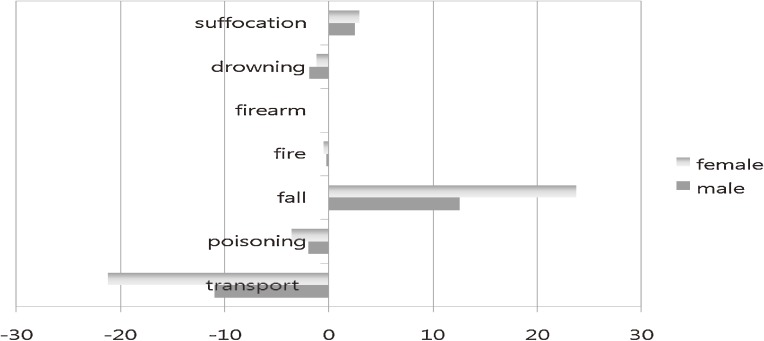 suffocation
drowning
firearm
fire
fall
poisoning
transport
female
male
-30 -20 -10 0 10 20 30